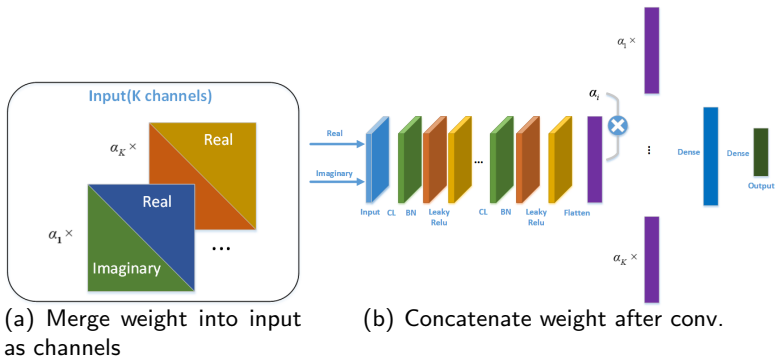 Input(K channels)
α_K ×
Real
α_1 ×
Real
Imaginary
...
(a) Merge weight into input
as channels
α_1 ×
α_i
Real
Imaginary
...
⋮
Dense
Dense
Output
Input CL BN Leaky Relu CL BN Leaky Relu Flatten
α_K ×
(b) Concatenate weight after conv.